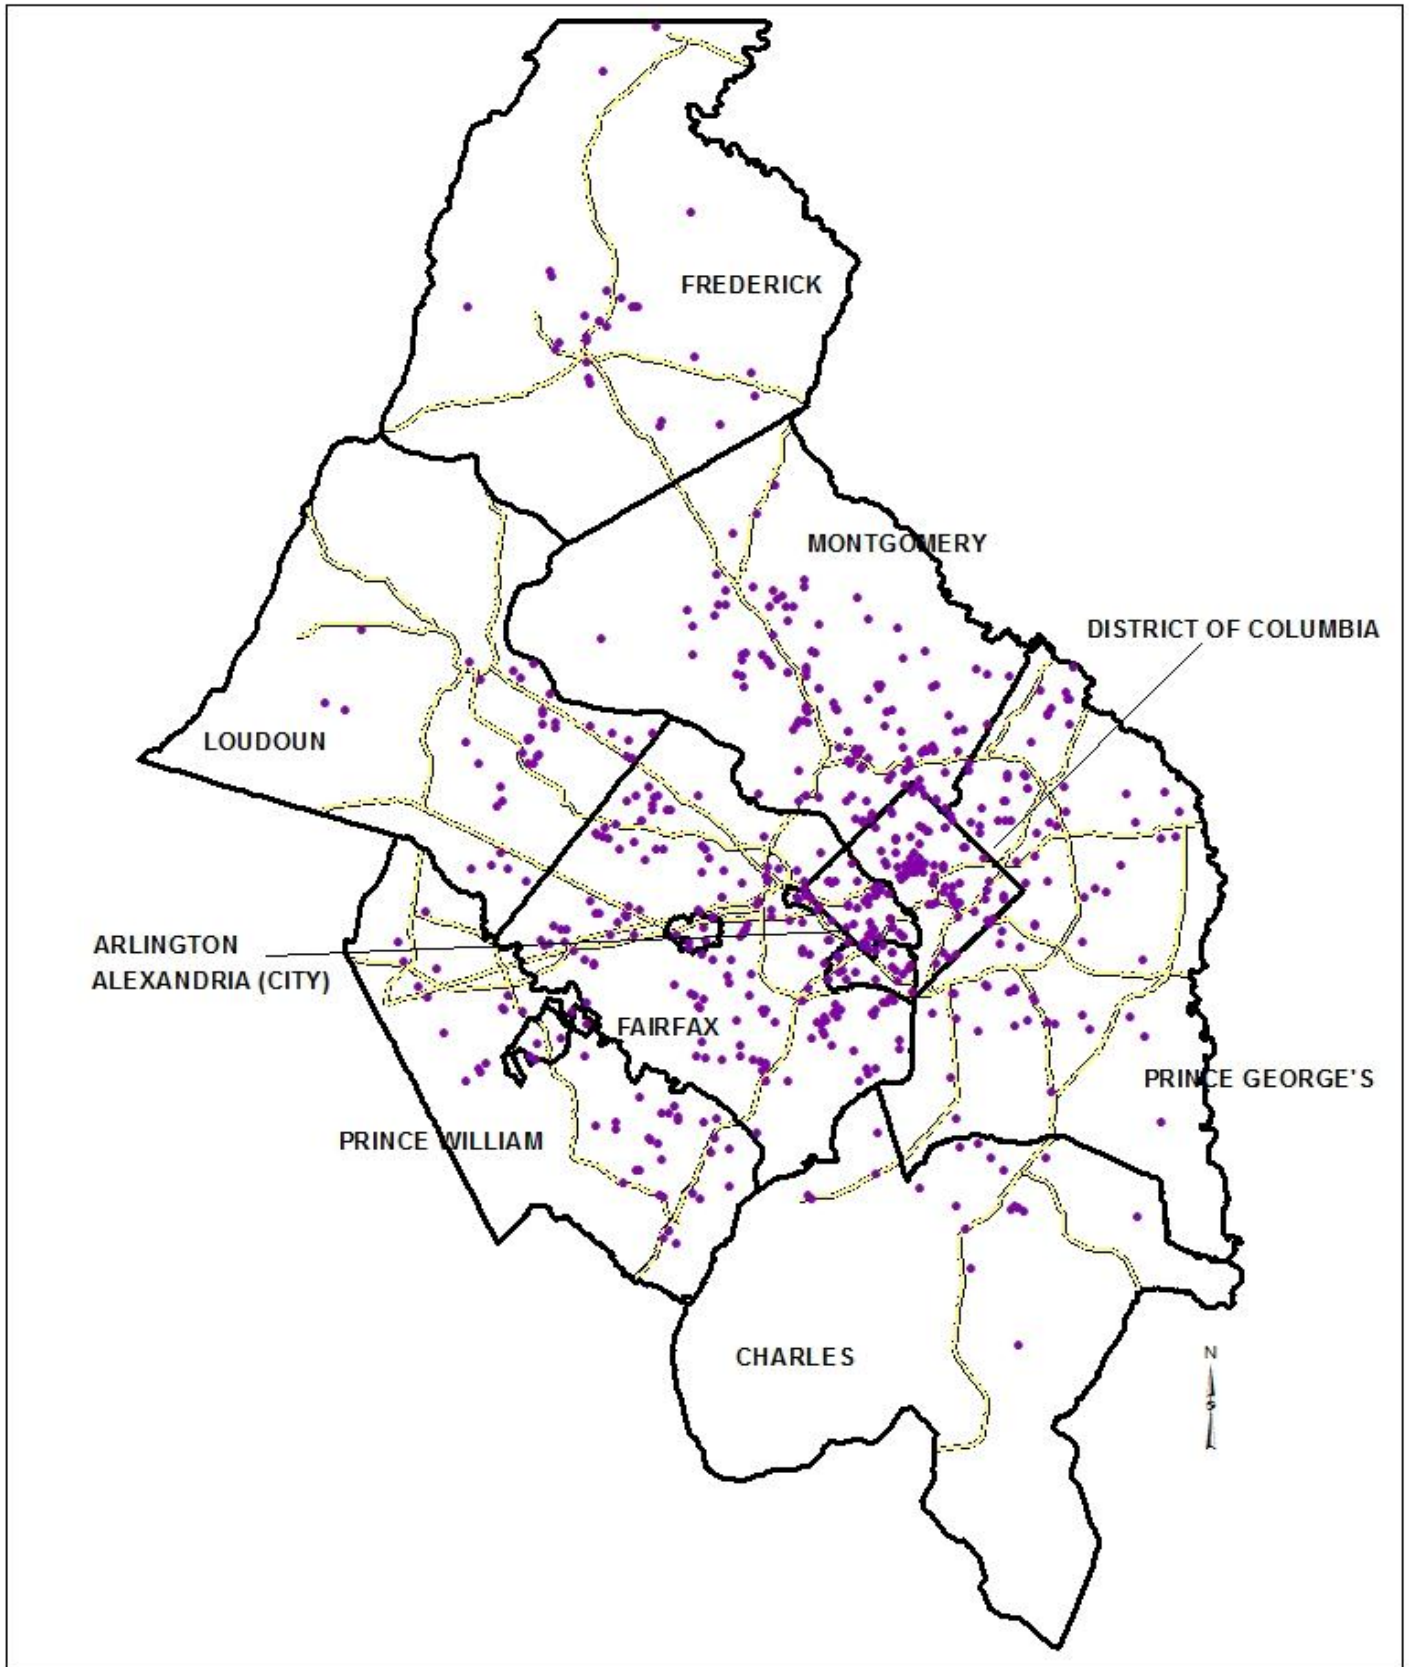 FREDERICK
MONTGOMERY
DISTRICT OF COLUMBIA
LOUDOUN
ARLINGTON
ALEXANDRIA (CITY)
FAIRFAX
PRINCE GEORGE'S
PRINCE WILLIAM
CHARLES
N
S